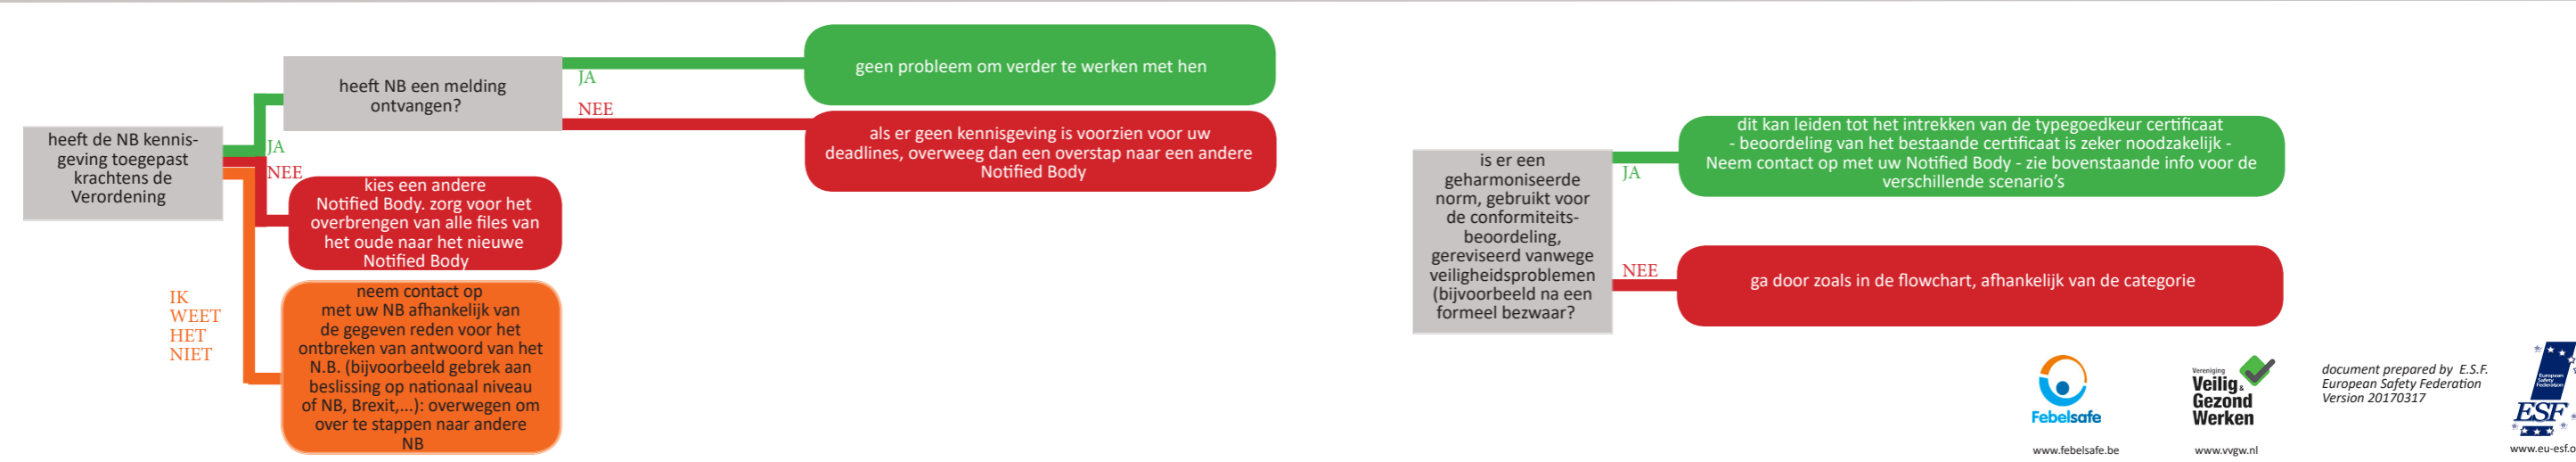 heeft de NB kennis-
geving toegepast
krachtens de
Verordening
JA
NEE
IK
WEET
HET
NIET
heeft NB een melding
ontvangen?
JA
NEE
geen probleem om verder te werken met hen
als er geen kennisgeving is voorzien voor uw
deadlines, overweeg dan een overstap naar een andere
Notified Body
kies een andere
Notified Body. zorg voor het
overbrengen van alle files van
het oude naar het nieuwe
Notified Body
neem contact op
met uw NB afhankelijk van
de gegeven reden voor het
ontbreken van antwoord van het
N.B. (bijvoorbeeld gebrek aan
beslissing op nationaal niveau
of NB, Brexit,...): overwegen om
over te stappen naar andere
NB
is er een
geharmoniseerde
norm, gebruikt voor
de conformiteits-
beoordeling,
gereviseerd vanwege
veiligheidsproblemen
(bijvoorbeeld na een
formeel bezwaar?
JA
NEE
dit kan leiden tot het intrekken van de typegoedkeur certificaat
- beoordeling van het bestaande certificaat is zeker noodzakelijk -
Neem contact op met uw Notified Body - zie bovenstaande info voor de
verschillende scenario's
ga door zoals in de flowchart, afhankelijk van de categorie
Febelsafe
www.febelsafe.be
Vereniging
Veilig &
Gezond
Werken
www.vvgw.nl
document prepared by E.S.F.
European Safety Federation
Version 20170317
European
Safety
Federation
ESF
www.eu-esf.o